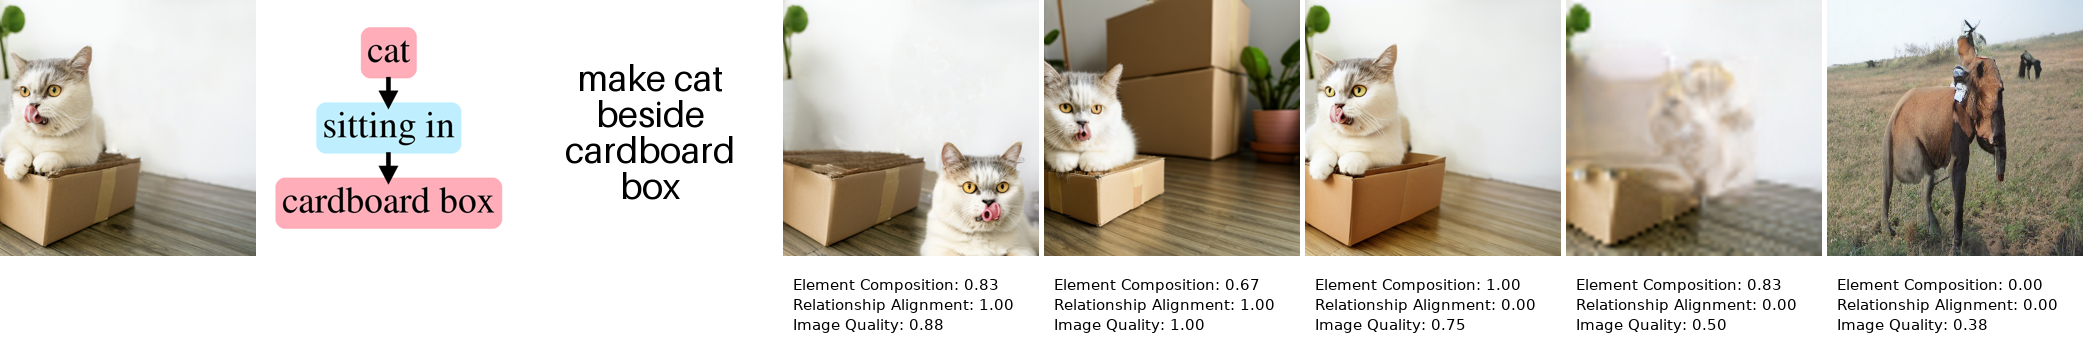 cat
sitting in
cardboard box
make cat
beside
cardboard
box
Element Composition: 0.83
Relationship Alignment: 1.00
Image Quality: 0.88
Element Composition: 0.67
Relationship Alignment: 1.00
Image Quality: 1.00
Element Composition: 1.00
Relationship Alignment: 0.00
Image Quality: 0.75
Element Composition: 0.83
Relationship Alignment: 0.00
Image Quality: 0.50
Element Composition: 0.00
Relationship Alignment: 0.00
Image Quality: 0.38